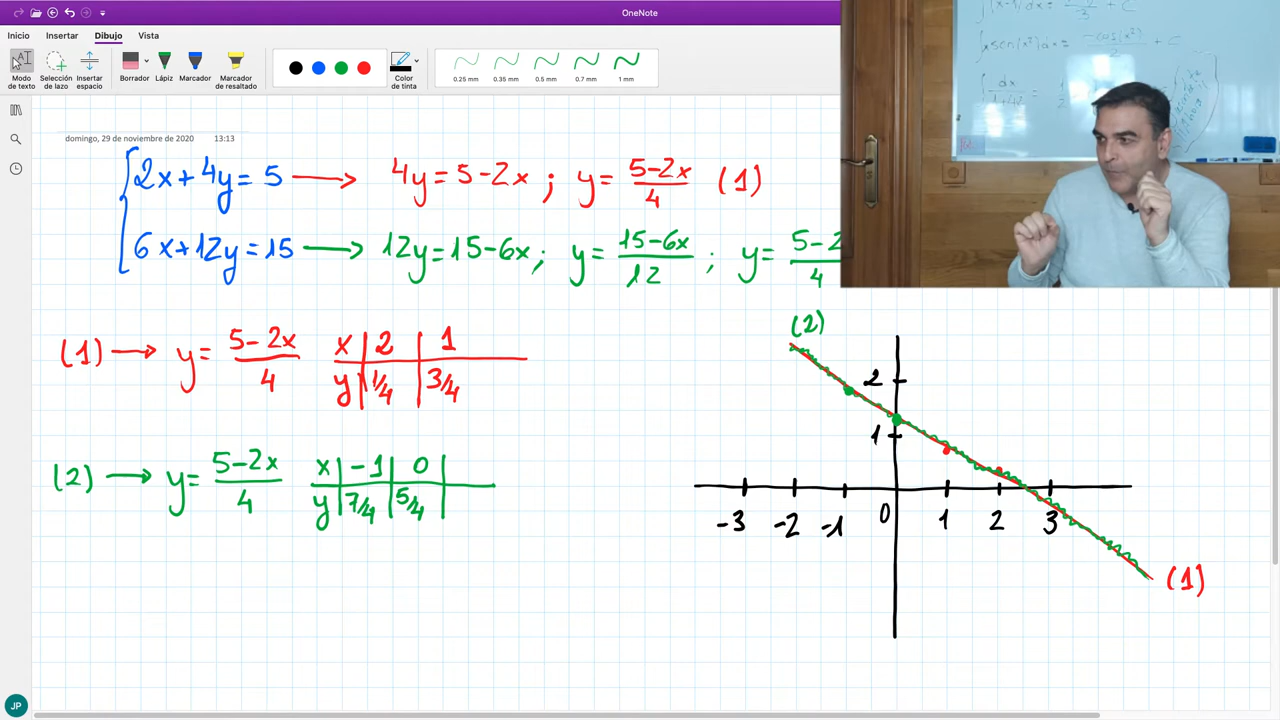 OneNote
Inicio Insertar Dibujo Vista
Modo de texto Selección de lazo Insertar espacio Borrador Lápiz Marcador Marcador de resaltado Color de tinta 0.25 mm 0.35 mm 0.5 mm 0.7 mm 1 mm
domingo, 29 de noviembre de 2020 13:13
2x+4y=5 → 4y=5-2x ; y= 5-2x/4 (1)
6x+12y=15 → 12y=15-6x; y= 15-6x/12 ; y= 5-2/4
(1) → y= 5-2x/4 x 2 1
y 1/4 3/4
(2) → y= 5-2x/4 x -1 0
y 7/4 5/4
(2)
2
1
-3 -2 -1 0 1 2 3
(1)
JP